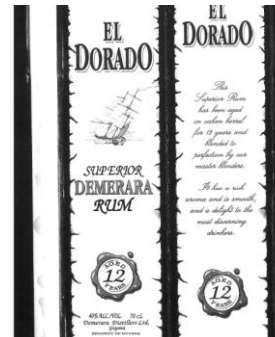 EL
DORADO
SUPERIOR
DEMERARA
RUM
AGED
12
YEARS
40% ALC./VOL. 70 cL
Demerara Distillers Ltd.
Guyana
EL
DORADO
This
Superior Rum
has been aged
in oaken barrel
for 12 years and
blended to
perfection by our
master blenders.
It has a rich
aroma and is smooth,
and a delight to the
most discerning
drinkers.
AGED
12
YEARS